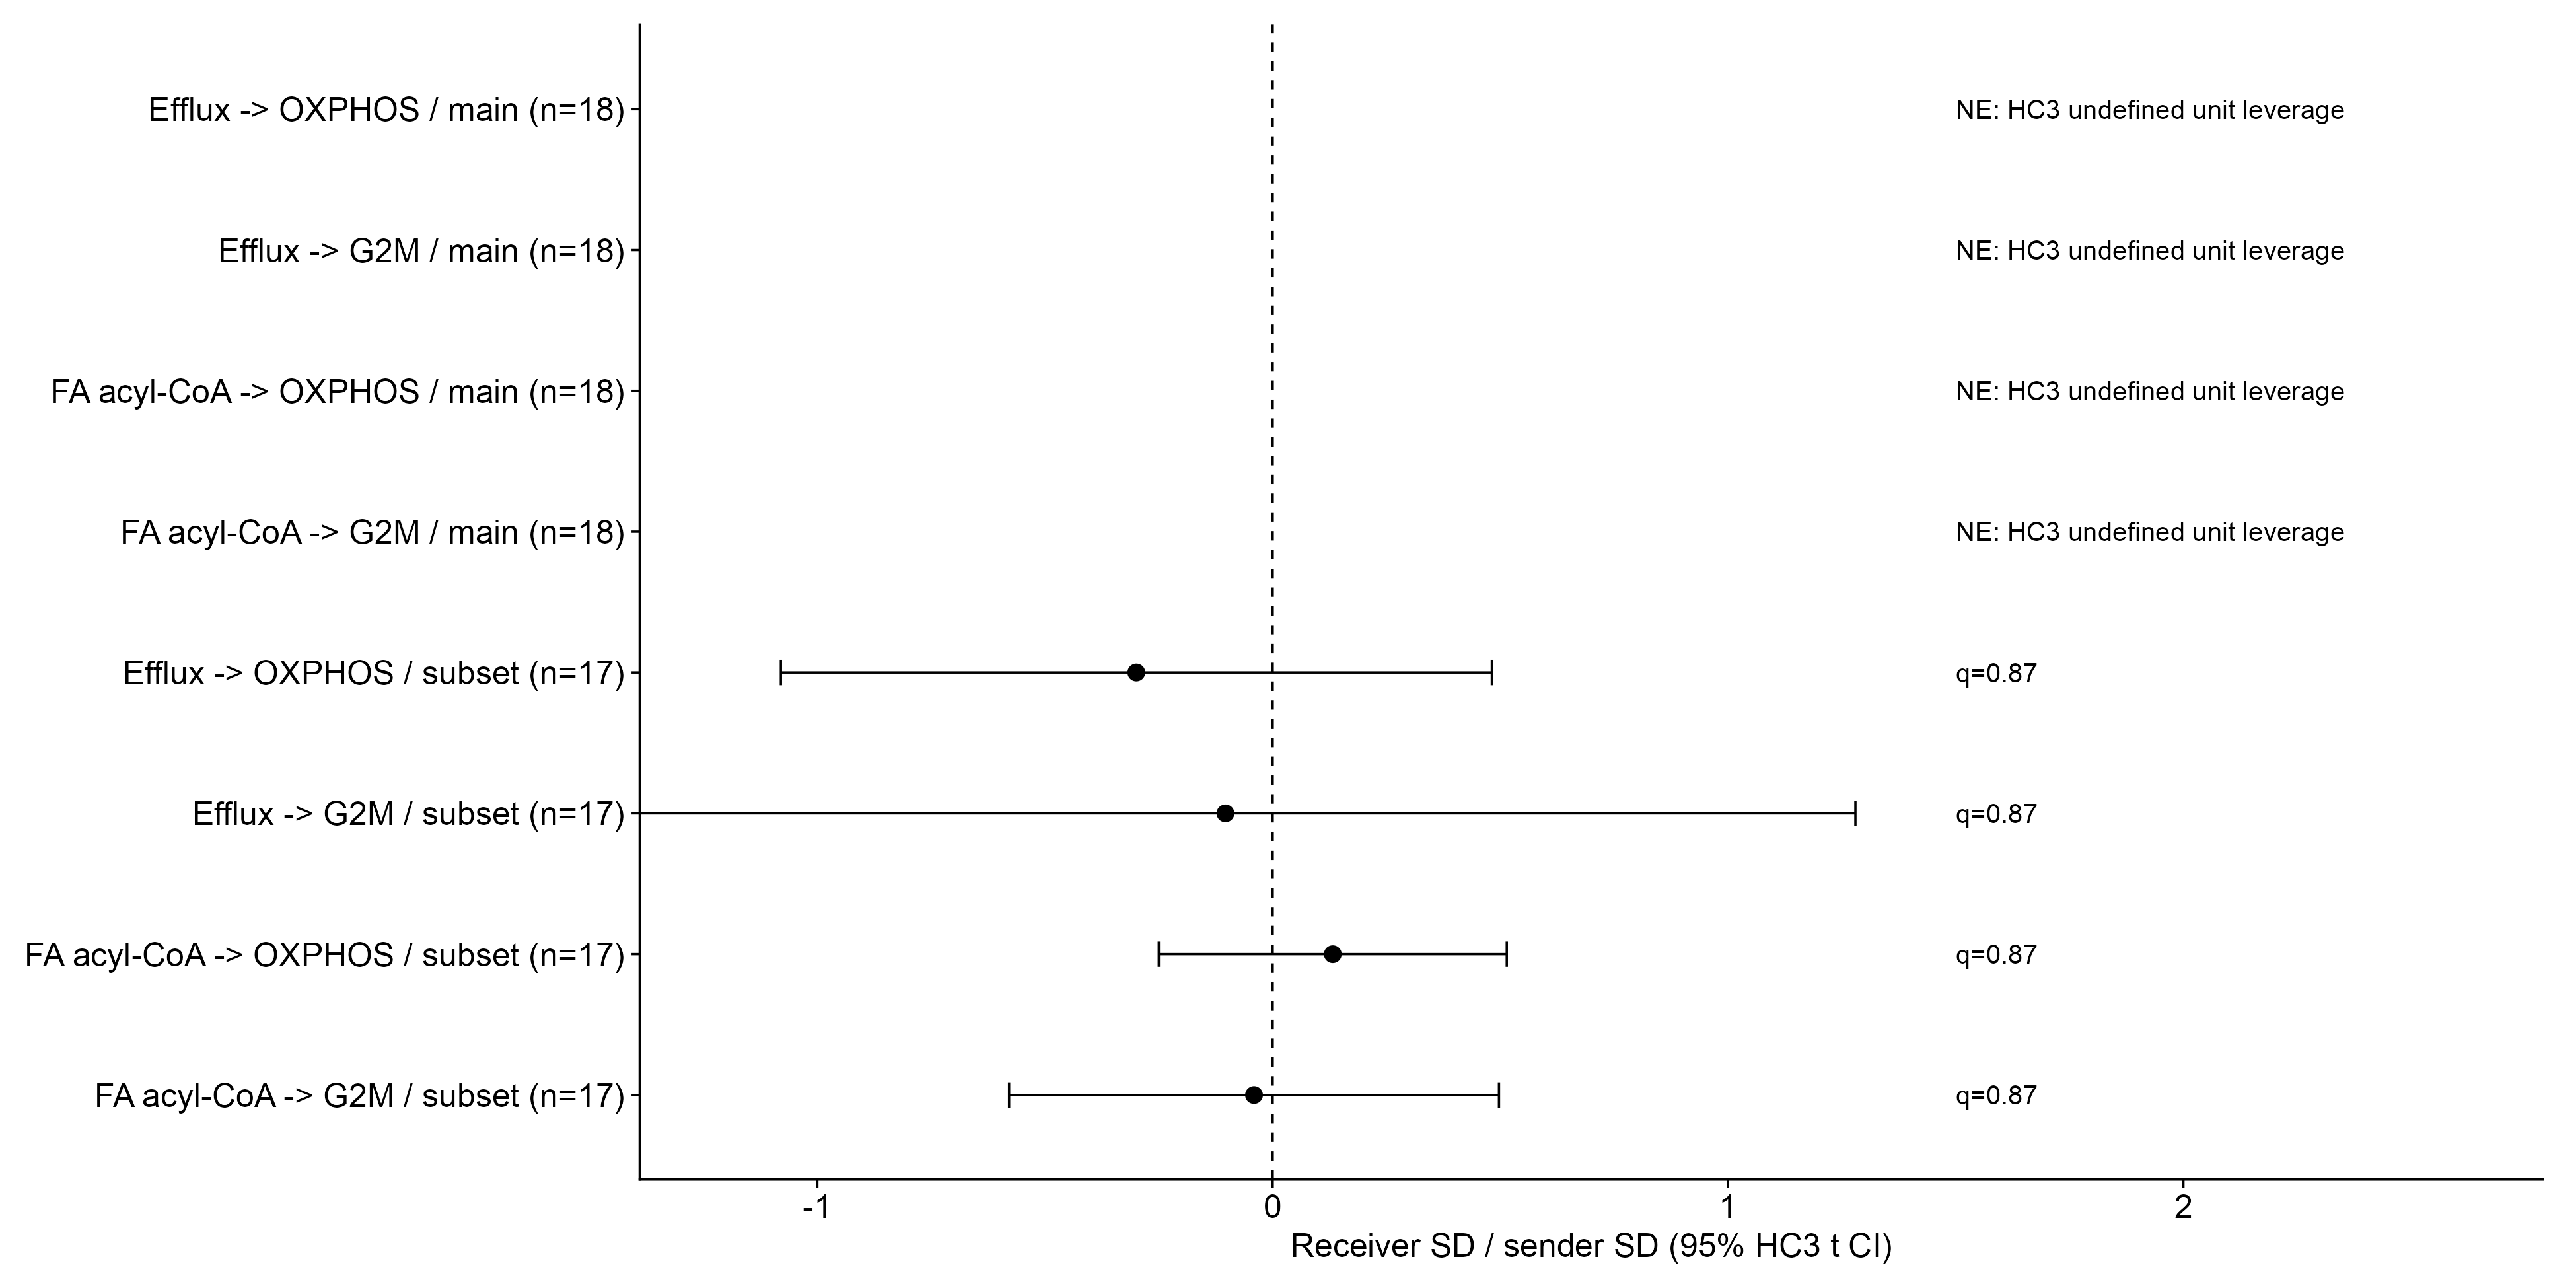 Efflux -> OXPHOS / main (n=18) NE: HC3 undefined unit leverage
Efflux -> G2M / main (n=18) NE: HC3 undefined unit leverage
FA acyl-CoA -> OXPHOS / main (n=18) NE: HC3 undefined unit leverage
FA acyl-CoA -> G2M / main (n=18) NE: HC3 undefined unit leverage
Efflux -> OXPHOS / subset (n=17) q=0.87
Efflux -> G2M / subset (n=17) q=0.87
FA acyl-CoA -> OXPHOS / subset (n=17) q=0.87
FA acyl-CoA -> G2M / subset (n=17) q=0.87
-1 0 1 2
Receiver SD / sender SD (95% HC3 t CI)